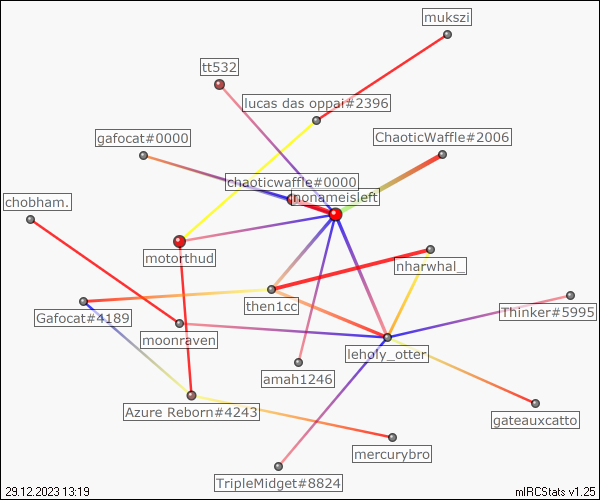 mukszi
tt532
lucas das oppai#2396
gafocat#0000
ChaoticWaffle#2006
chaoticwaffle#0000
nonameisleft
chobham.
motorthud
nharwhal_
then1cc
Gafocat#4189
Thinker#5995
moonraven
leholy_otter
amah1246
Azure Reborn#4243
gateauxcatto
mercurybro
TripleMidget#8824
29.12.2023 13:19
mIRCStats v1.25